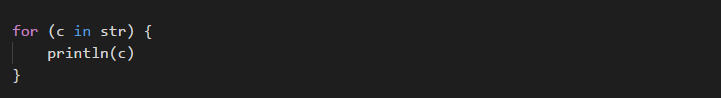 for (c in str) {
    println(c)
}